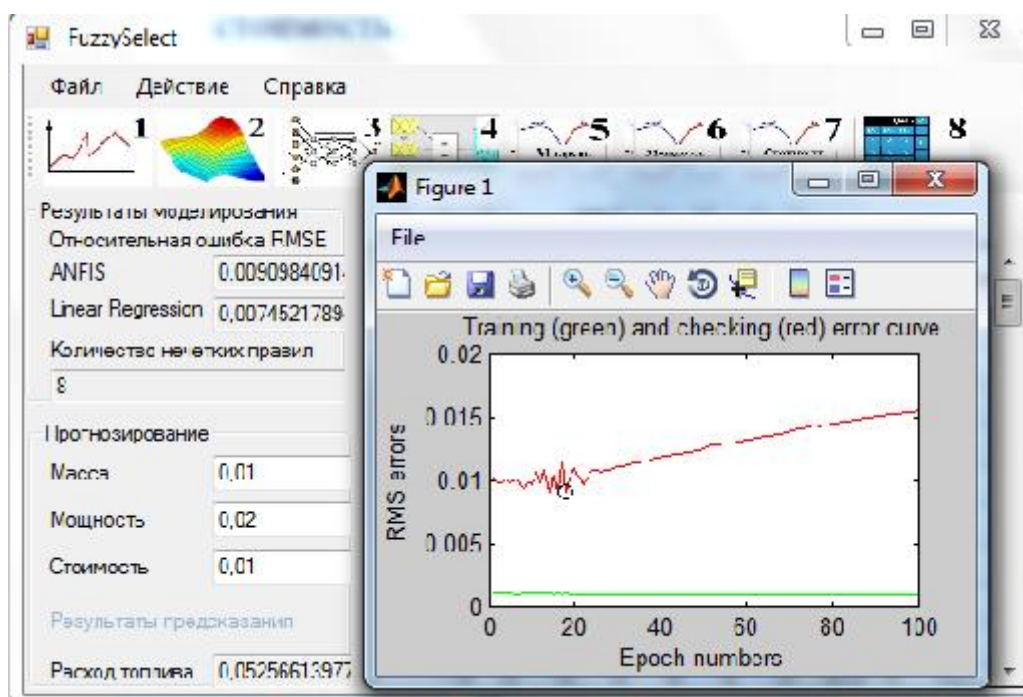 FuzzySelect
Файл Действие Справка
1 2 3 4 5 6 7 8
Результаты моделирования
Относительная ошибка RMSE
ANFIS 0.0090984091
Linear Regression 0,0074521789
Количество нечетких правил
8
Прогнозирование
Масса 0,01
Мощность 0,02
Стоимость 0,01
Результаты предсказания
Расход топлива 0,05256613977
Figure 1
File
Training (green) and checking (red) error curve
0.02
0.015
0.01
0.005
0
RMS errors
0 20 40 60 80 100
Epoch numbers